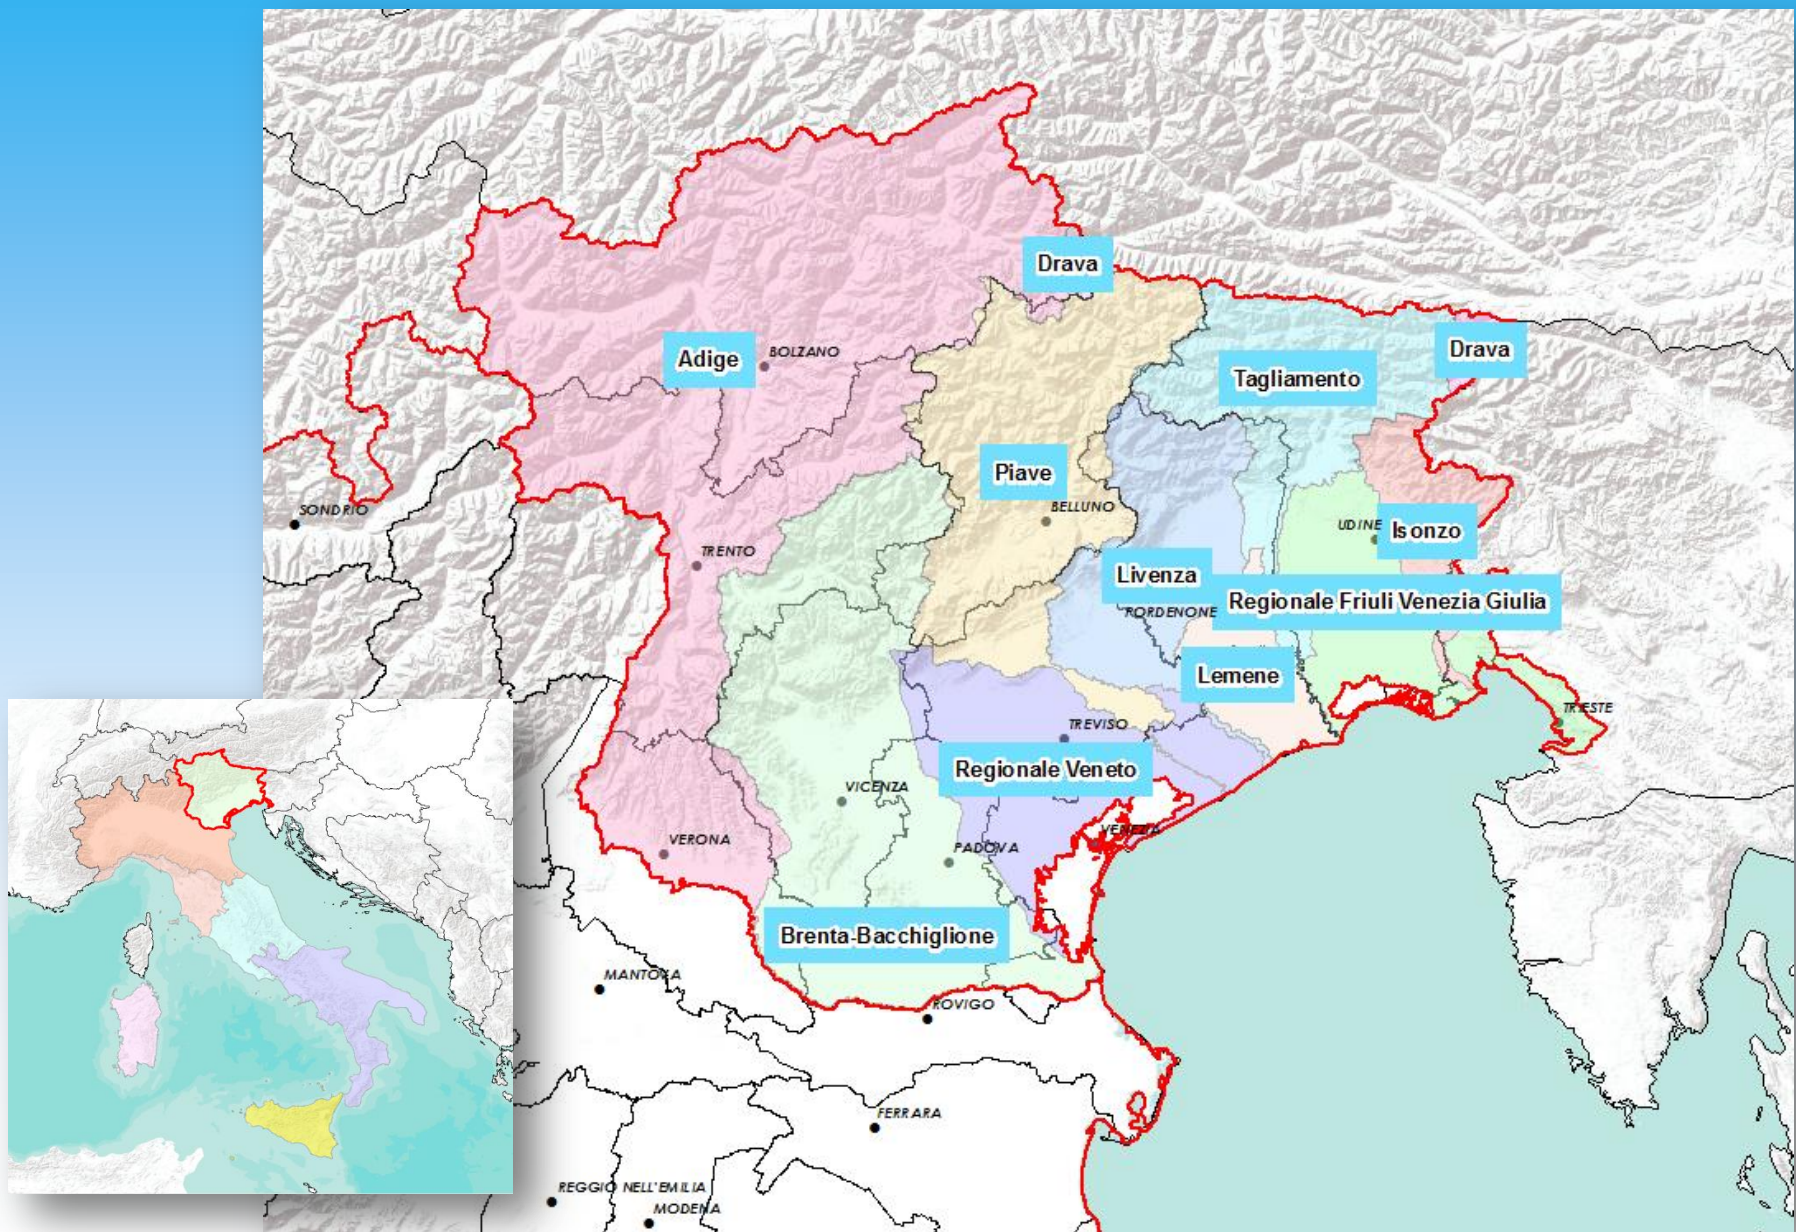 Drava
Adige
BOLZANO
Drava
Tagliamento
Piave
BELLUNO
SONDRIO
UDINE
Isonzo
TRENTO
Livenza
Regionale Friuli Venezia Giulia
PORDENONE
Lemene
TRIESTE
TREVISO
Regionale Veneto
VICENZA
VENEZIA
VERONA
PADOVA
Brenta-Bacchiglione
MANTOVA
ROVIGO
FERRARA
REGGIO NELL'EMILIA
MODENA